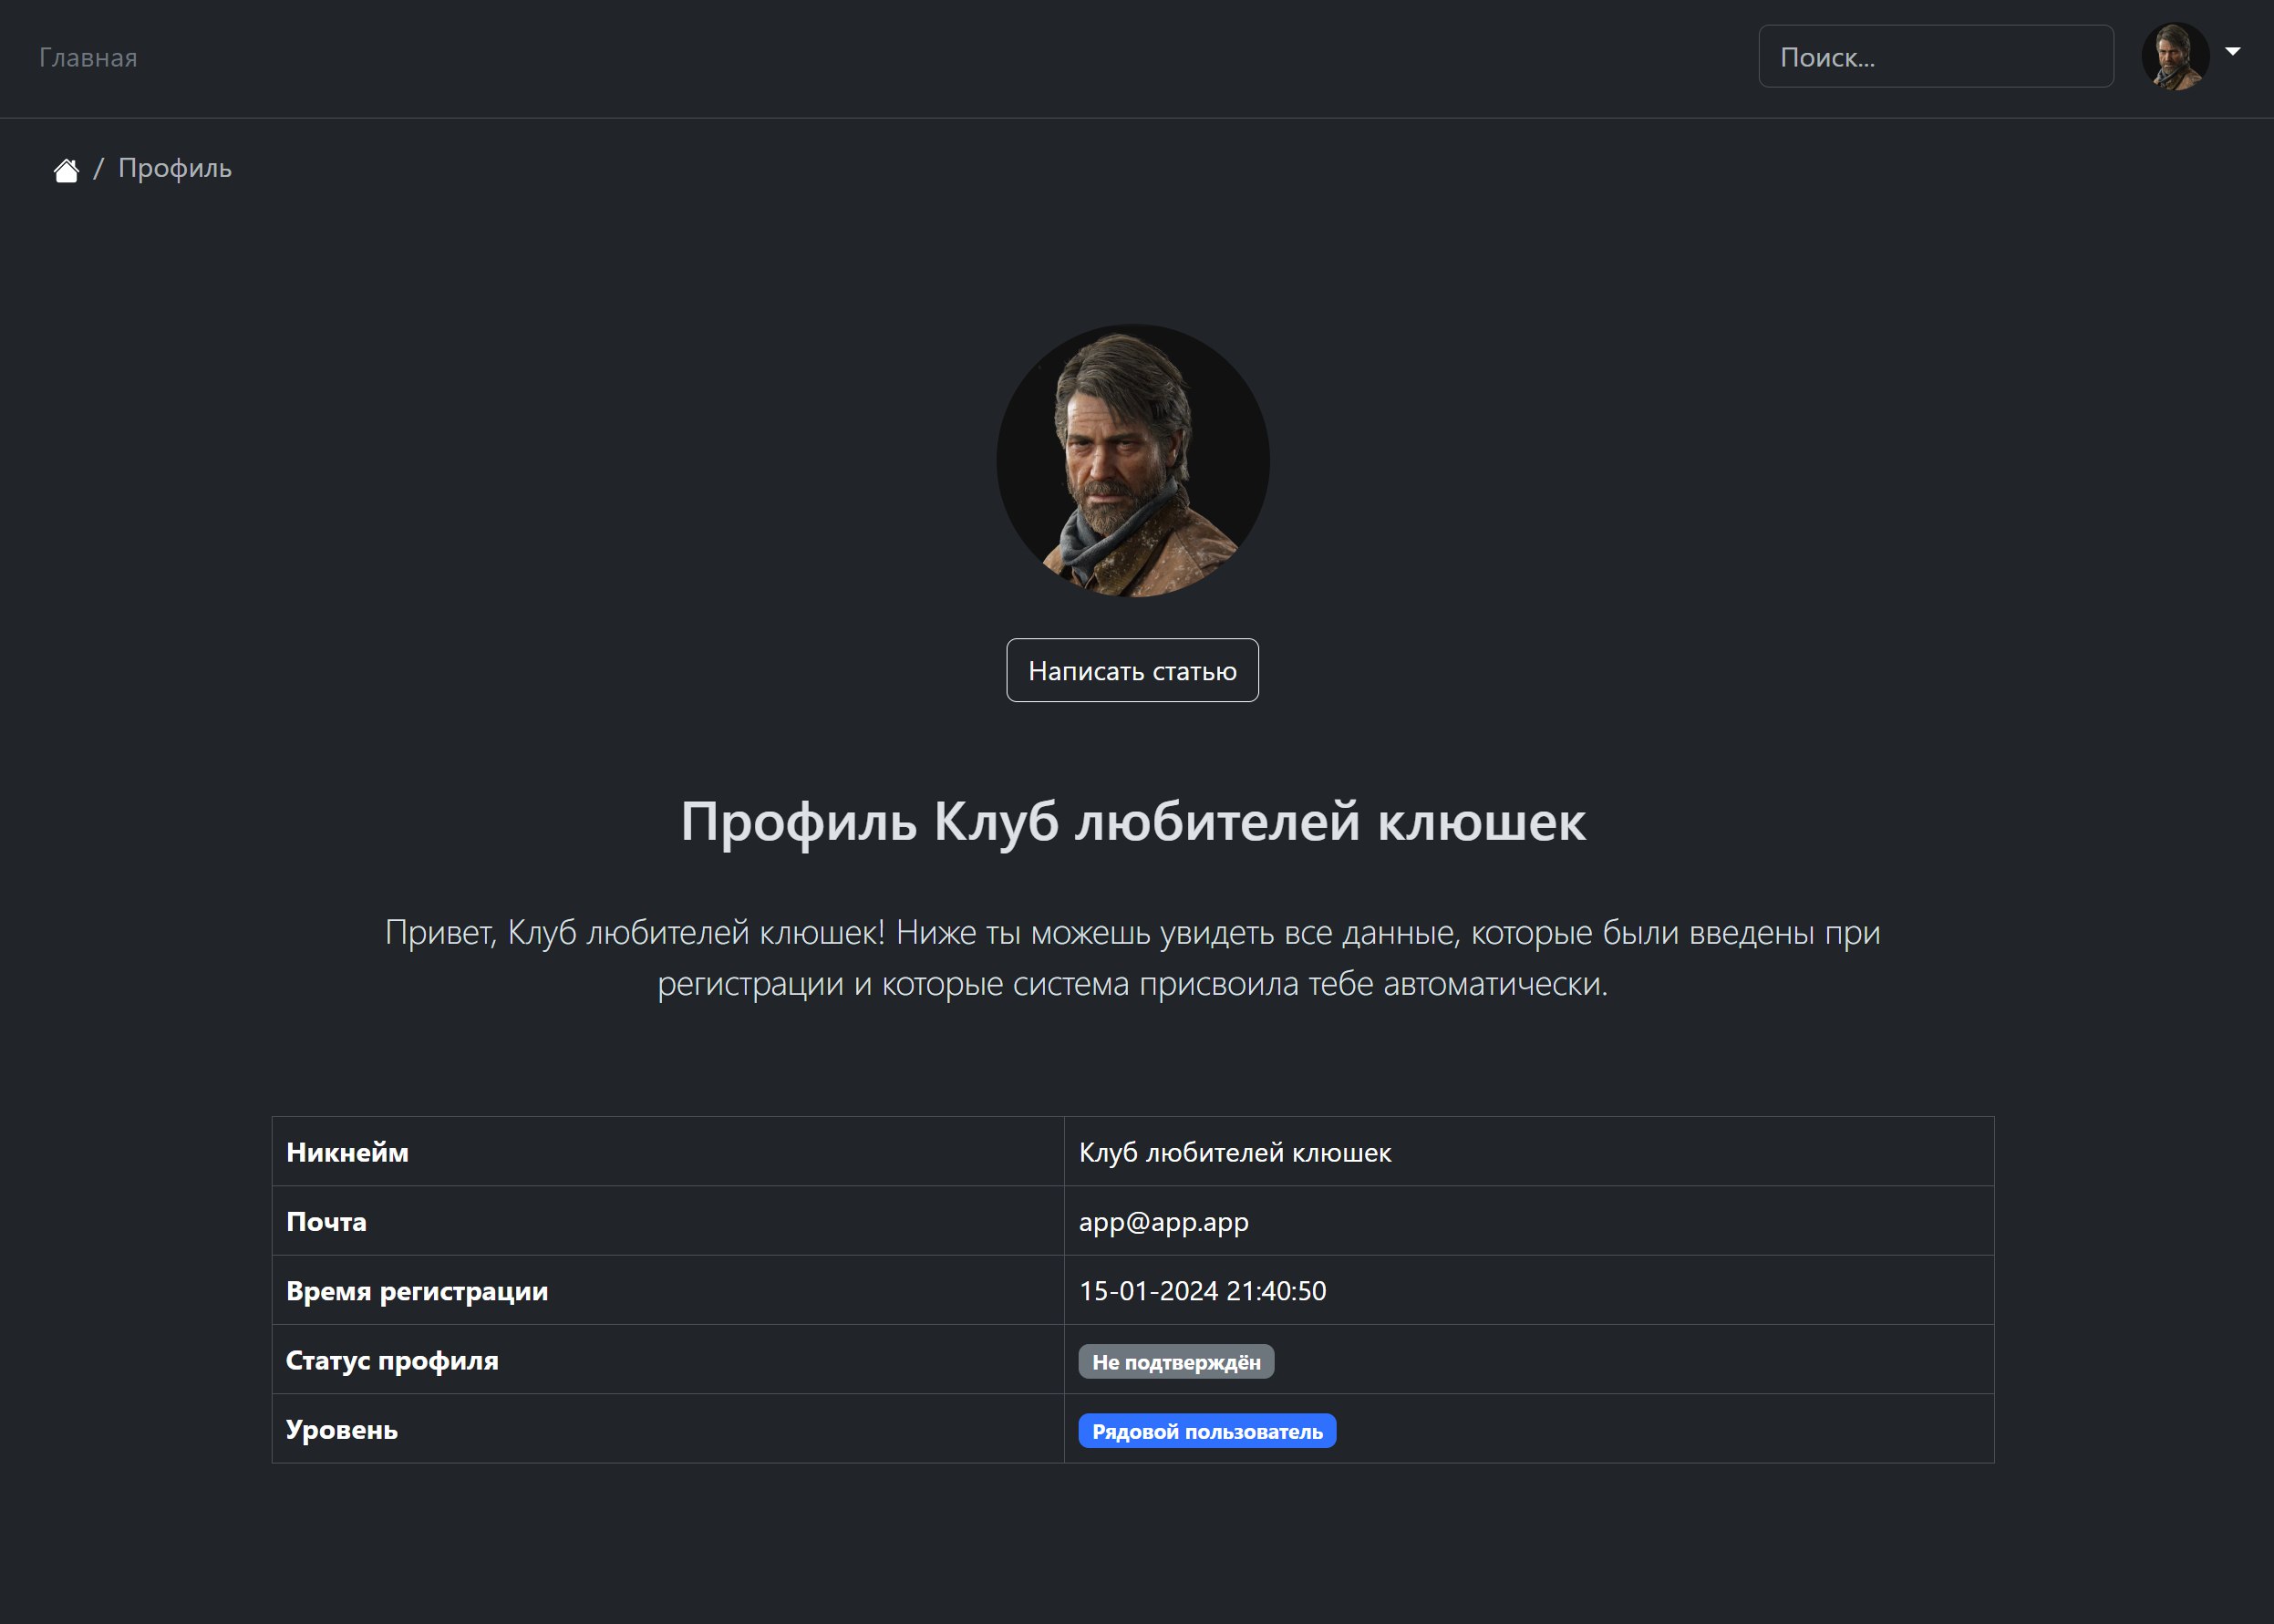 Главная
Поиск...
/ Профиль
Написать статью
Профиль Клуб любителей клюшек
Привет, Клуб любителей клюшек! Ниже ты можешь увидеть все данные, которые были введены при
регистрации и которые система присвоила тебе автоматически.
Никнейм Клуб любителей клюшек
Почта app@app.app
Время регистрации 15-01-2024 21:40:50
Статус профиля Не подтверждён
Уровень Рядовой пользователь